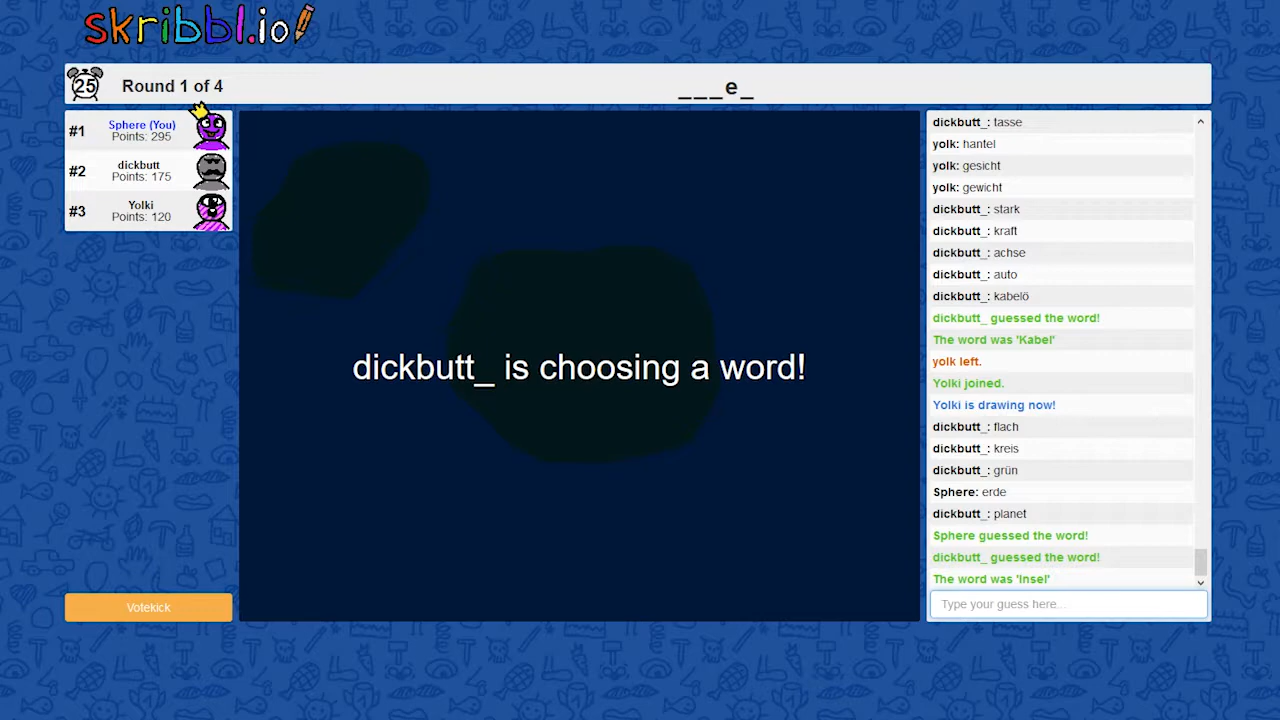 skribbl.io
25
Round 1 of 4
___e_
#1
Sphere (You)
Points: 295
#2
dickbutt
Points: 175
#3
Yolki
Points: 120
Votekick
dickbutt_ is choosing a word!
dickbutt_: tasse
yolk: hantel
yolk: gesicht
yolk: gewicht
dickbutt_: stark
dickbutt_: kraft
dickbutt_: achse
dickbutt_: auto
dickbutt_: kabelö
dickbutt_ guessed the word!
The word was 'Kabel'
yolk left.
Yolki joined.
Yolki is drawing now!
dickbutt_: flach
dickbutt_: kreis
dickbutt_: grün
Sphere: erde
dickbutt_: planet
Sphere guessed the word!
dickbutt_ guessed the word!
The word was 'Insel'
Type your guess here...